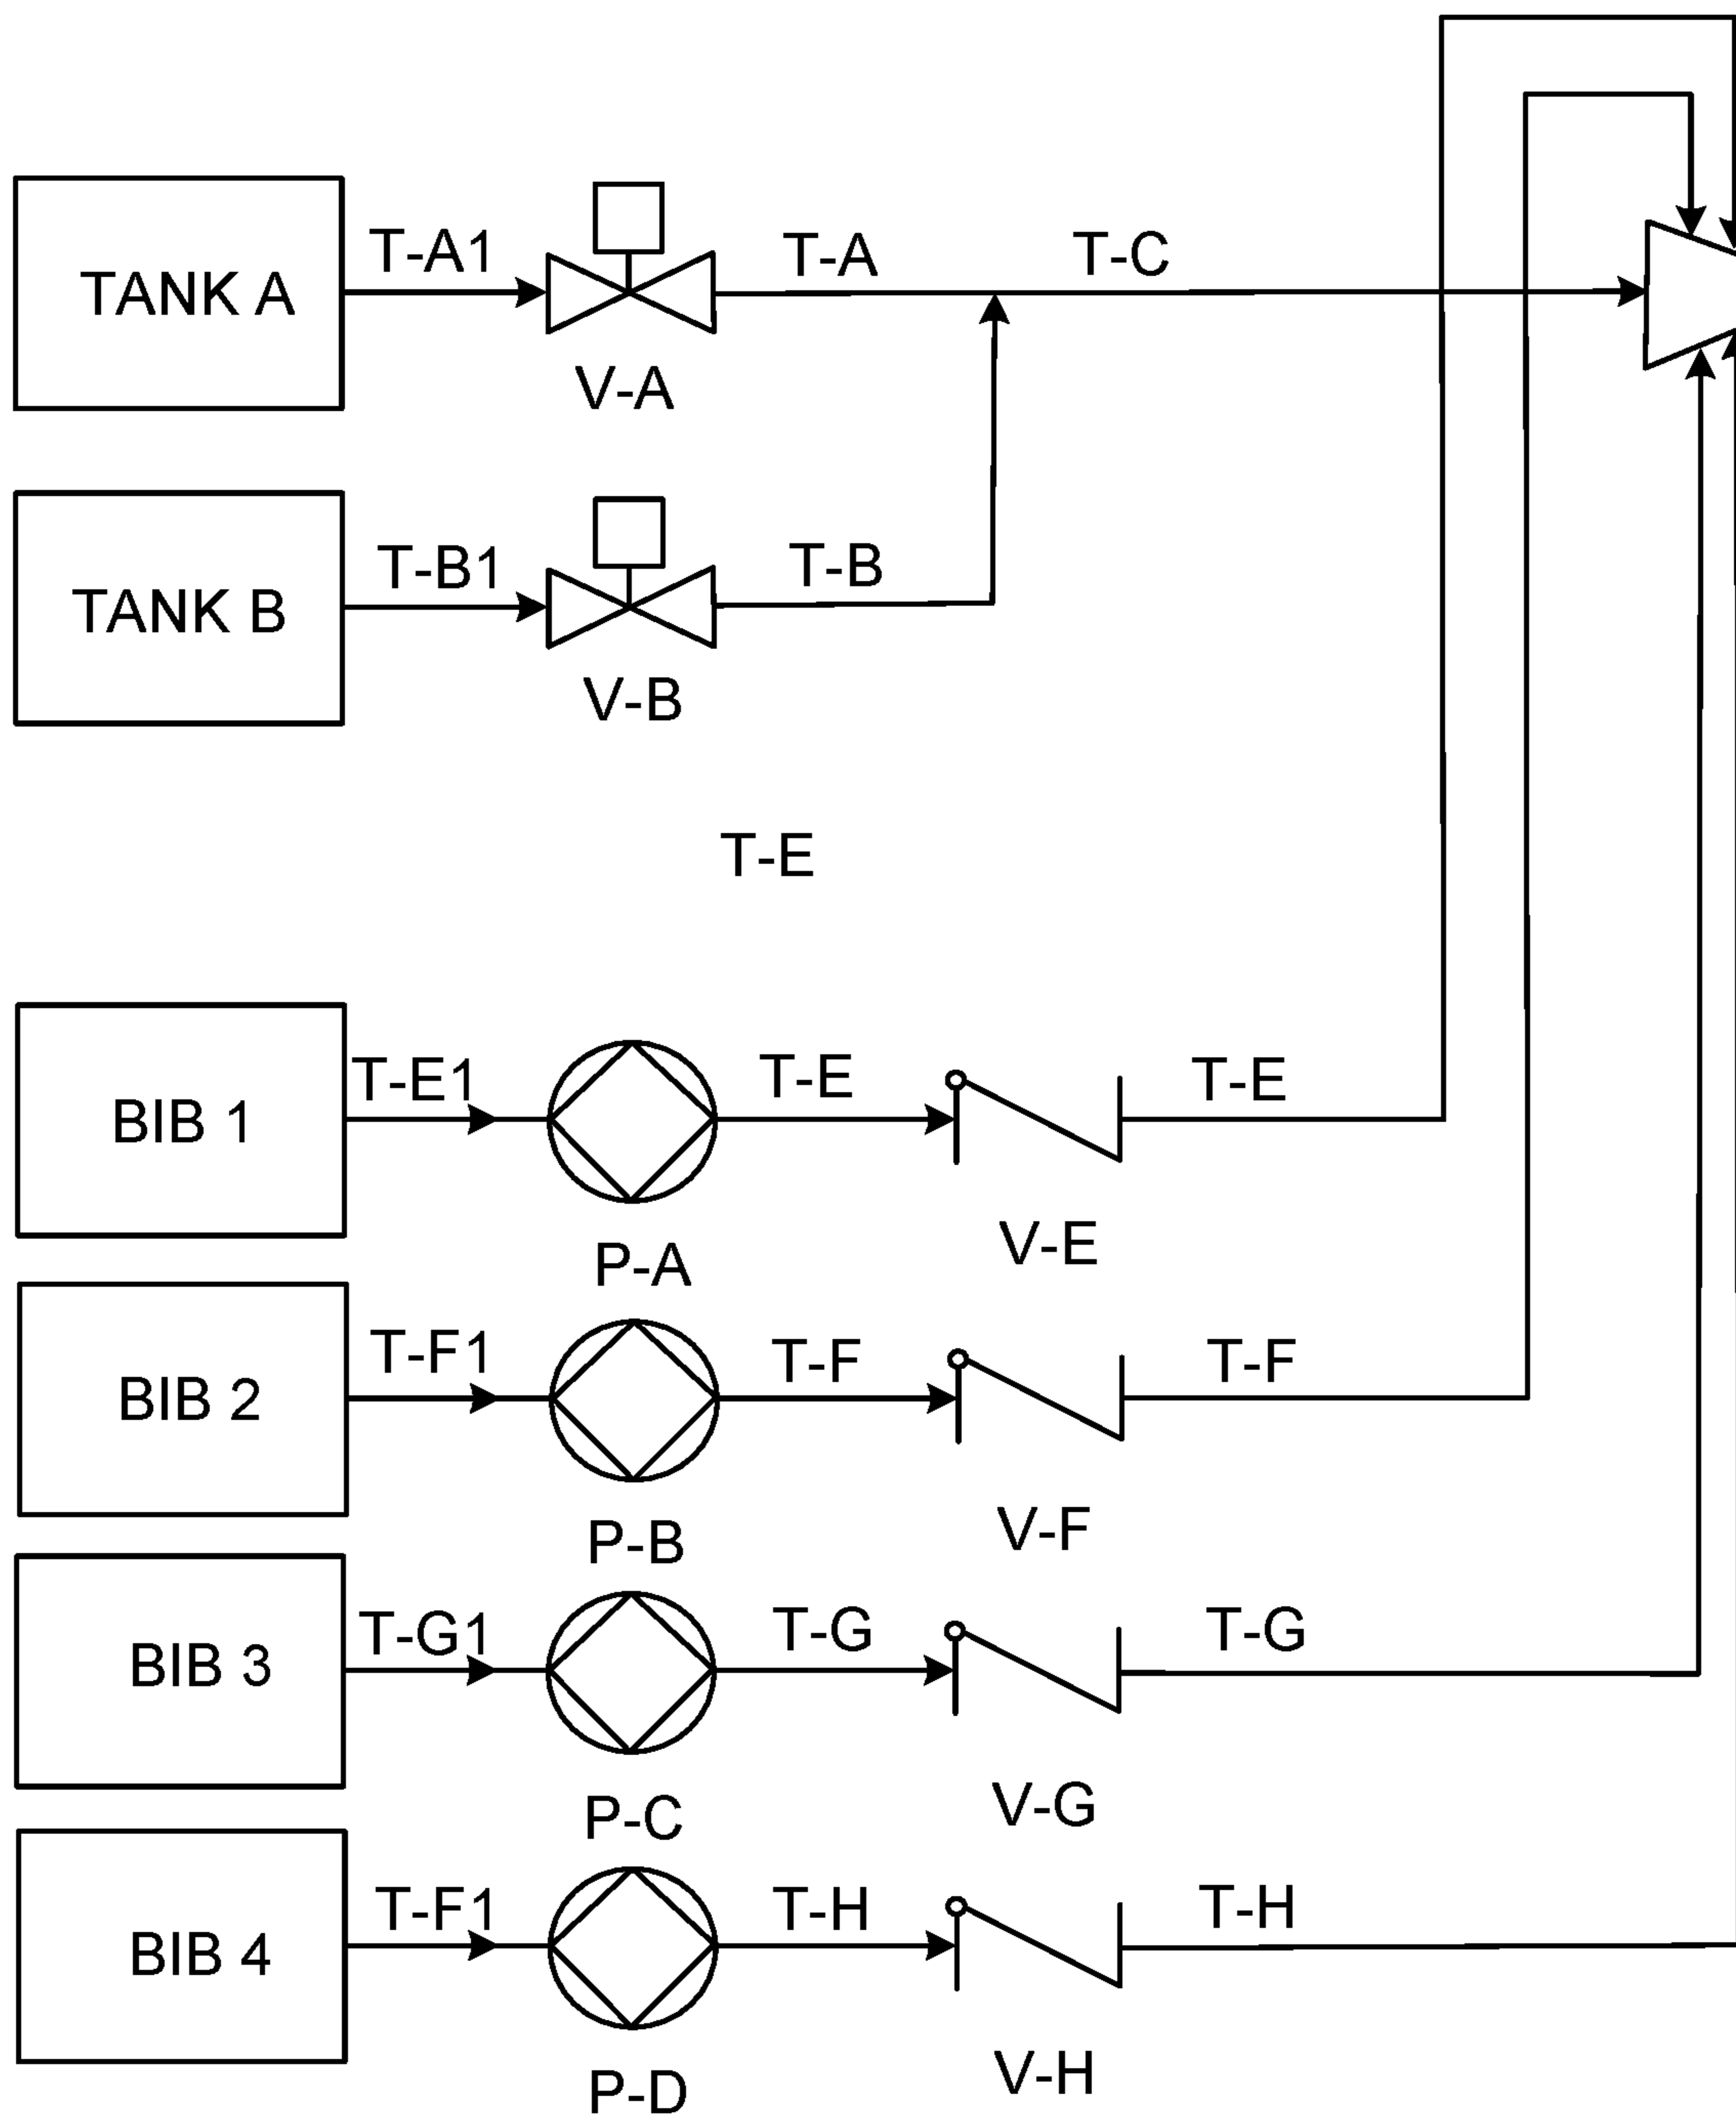 T-A1
T-A
T-C
TANK A
V-A
T-B1
T-B
TANK B
V-B
T-E
T-E1
T-E
T-E
BIB 1
V-E
P-A
T-F1
T-F
T-F
BIB 2
V-F
P-B
T-G1
T-G
T-G
BIB 3
V-G
P-C
T-F1
T-H
T-H
BIB 4
V-H
P-D